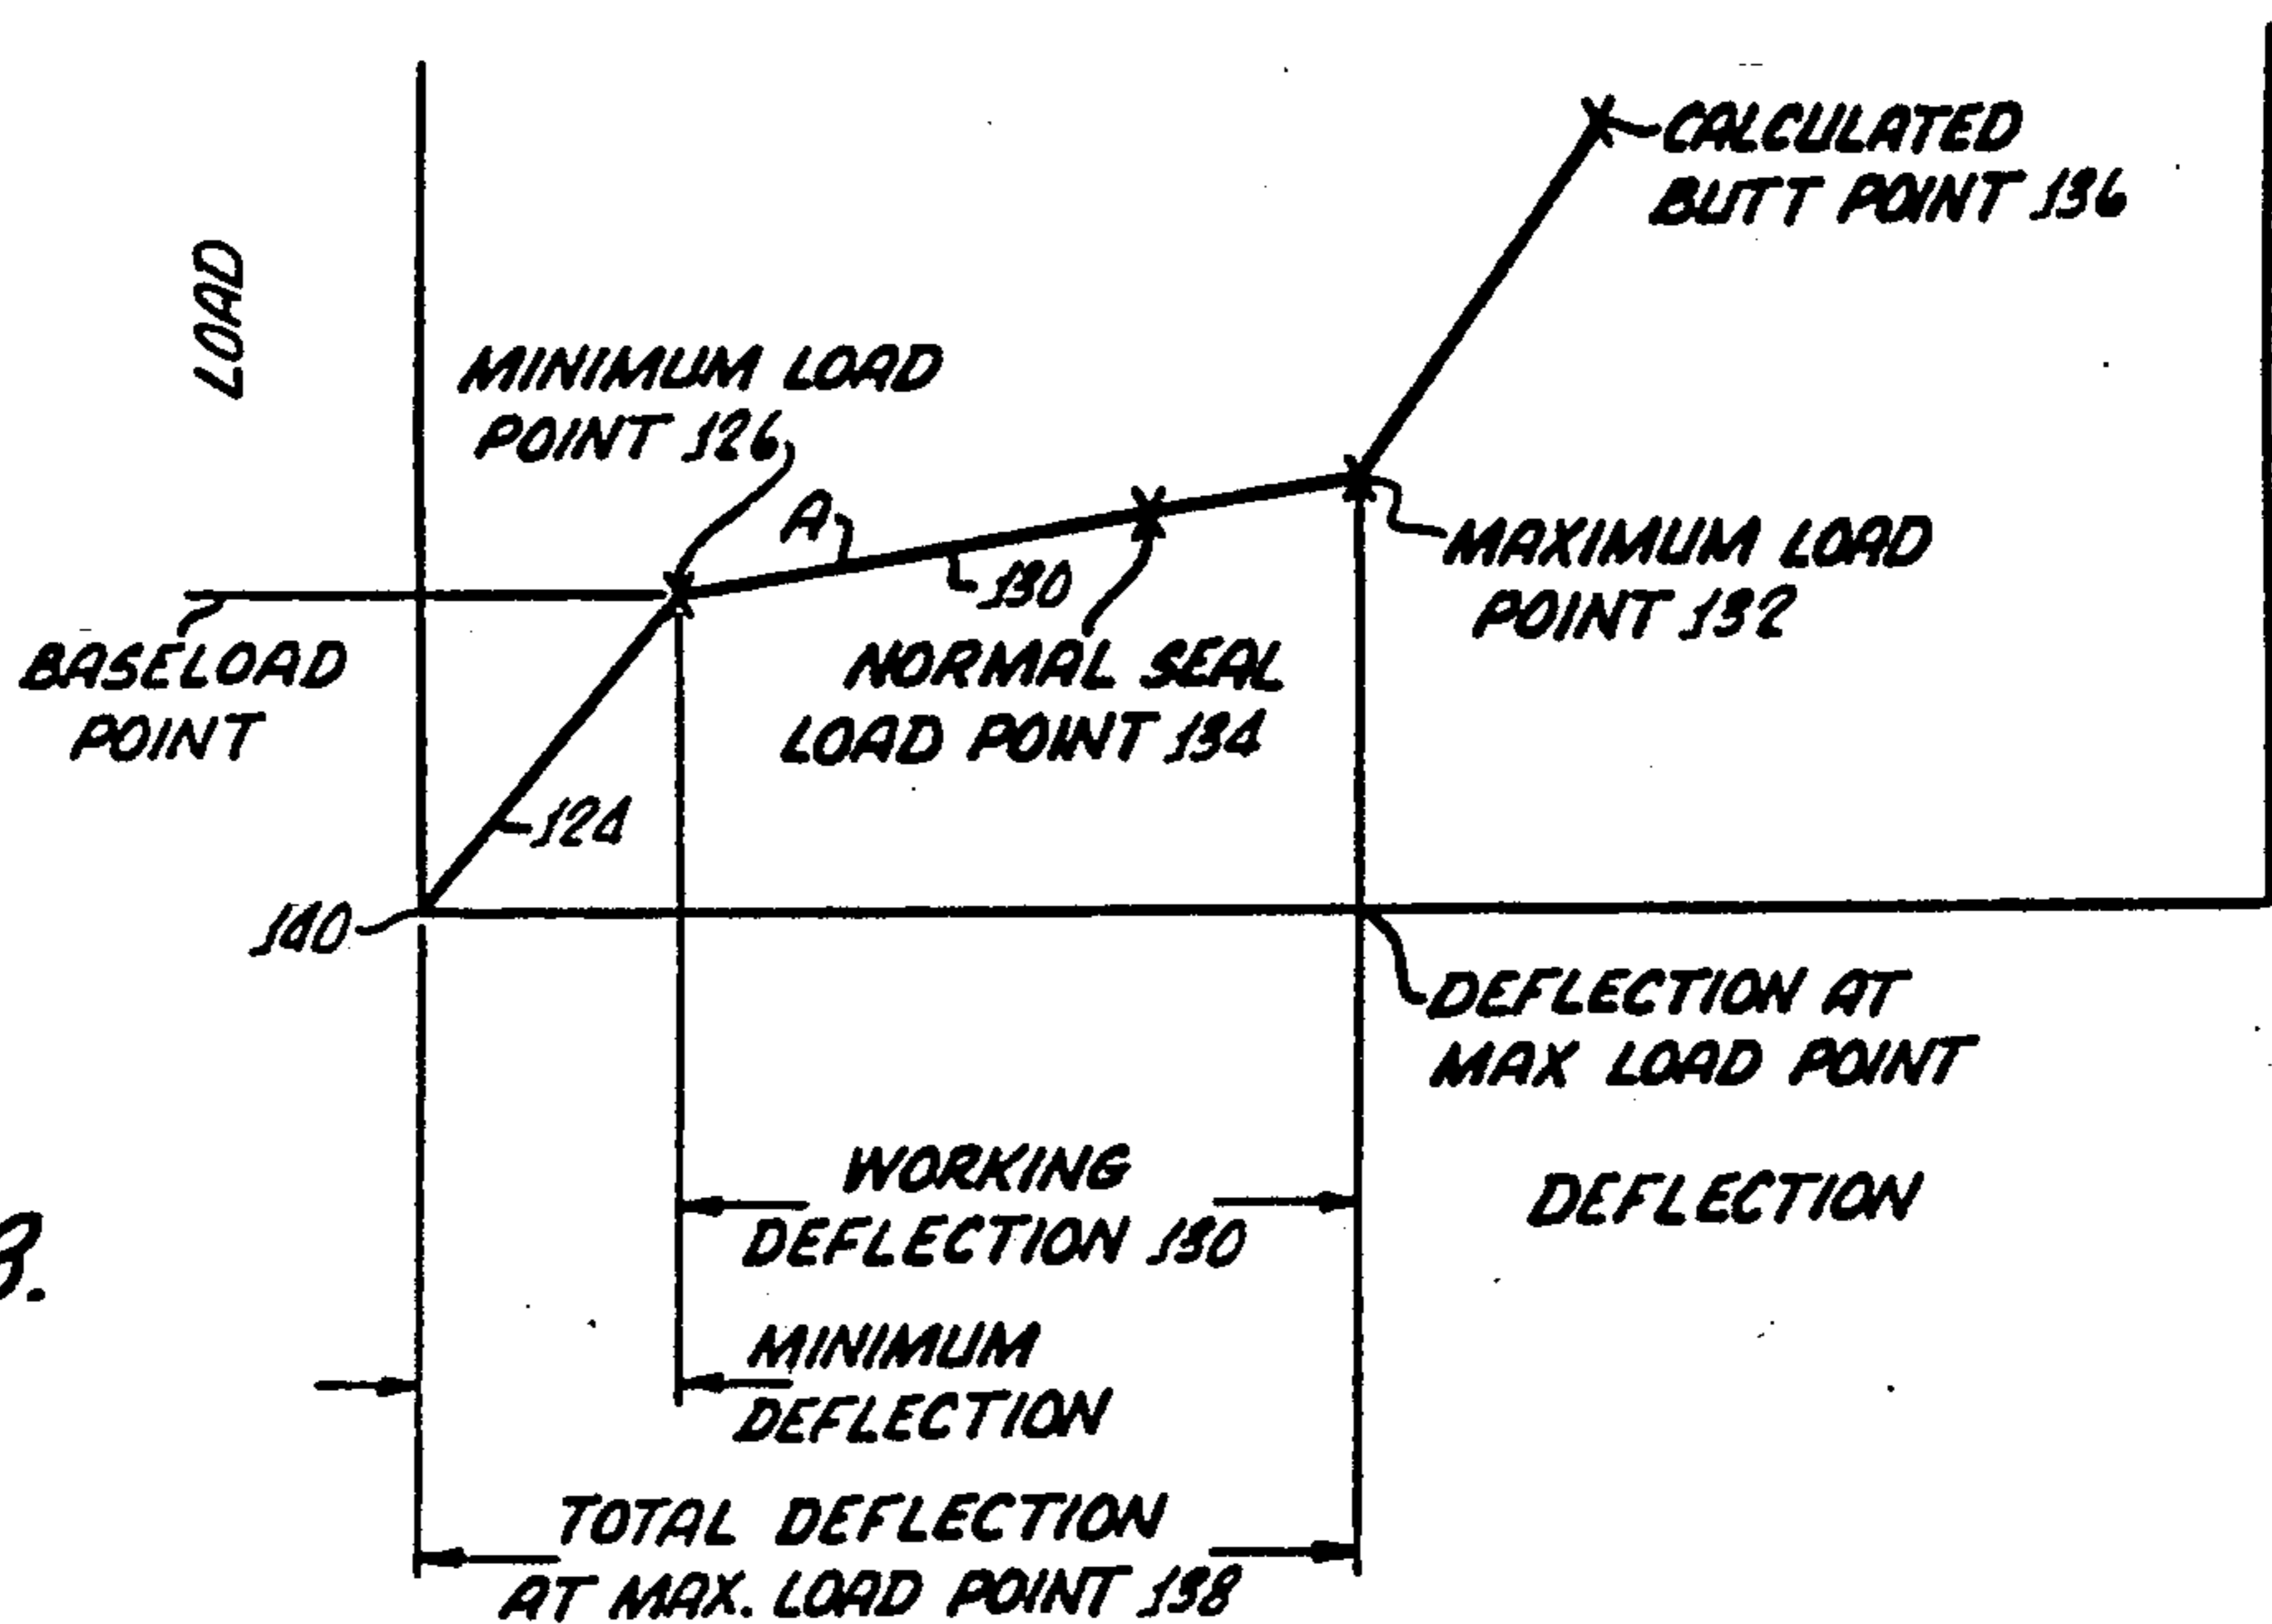 LOAD
CALCULATED
BUTT POINT 136
MINIMUM LOAD
POINT 126
A
130
MAXIMUM LOAD
POINT 132
BASELOAD
POINT
NORMAL SEAL
LOAD POINT 134
124
140
DEFLECTION AT
MAX LOAD POINT
WORKING
DEFLECTION 130
DEFLECTION
3.
MINIMUM
DEFLECTION
TOTAL DEFLECTION
AT MAX. LOAD POINT 138